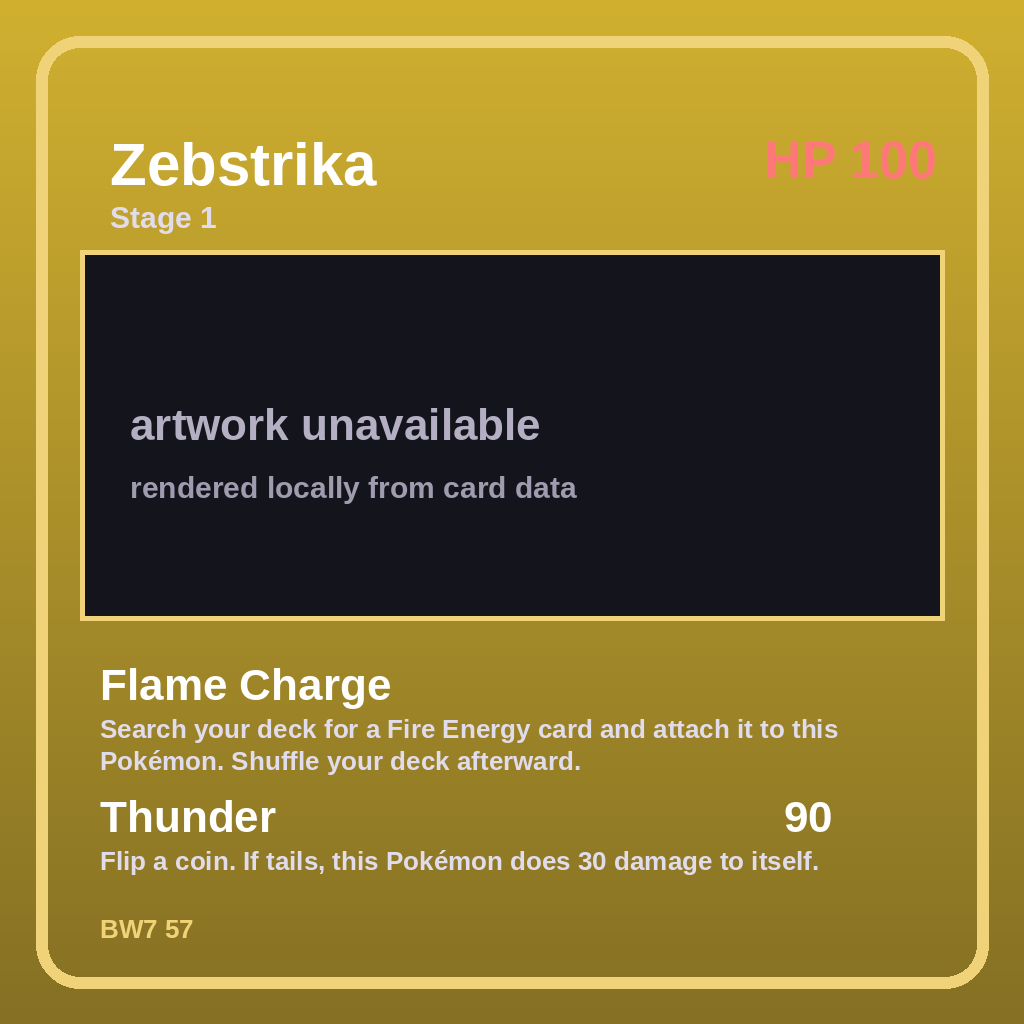 Zebstrika
HP 100
Stage 1
artwork unavailable
rendered locally from card data
Flame Charge
Search your deck for a Fire Energy card and attach it to this
Pokémon. Shuffle your deck afterward.
Thunder 90
Flip a coin. If tails, this Pokémon does 30 damage to itself.
BW7 57